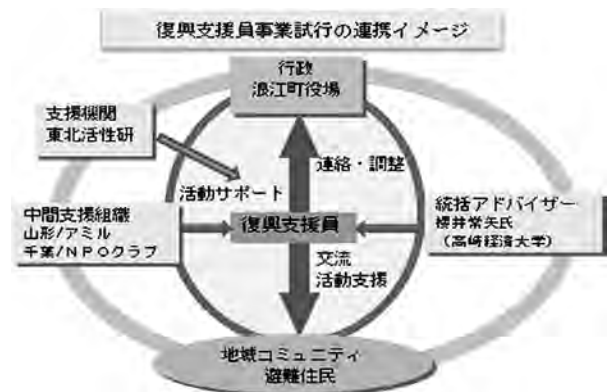 復興支援員事業試行の連携イメージ
行政
浪江町役場
支援機関
東北活性研
連絡・調整
活動サポート
中間支援組織
山形/アミル
千葉/NPOクラブ
復興支援員
統括アドバイザー
櫻井常矢氏
(高崎経済大学)
交流
活動支援
地域コミュニティ
避難住民